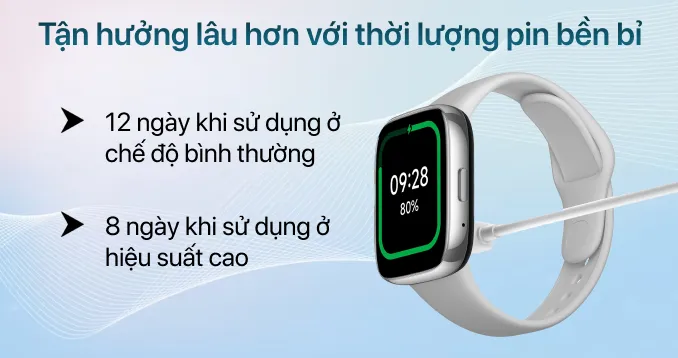 Tận hưởng lâu hơn với thời lượng pin bền bỉ
12 ngày khi sử dụng ở
chế độ bình thường
8 ngày khi sử dụng ở
hiệu suất cao
09:28
80%